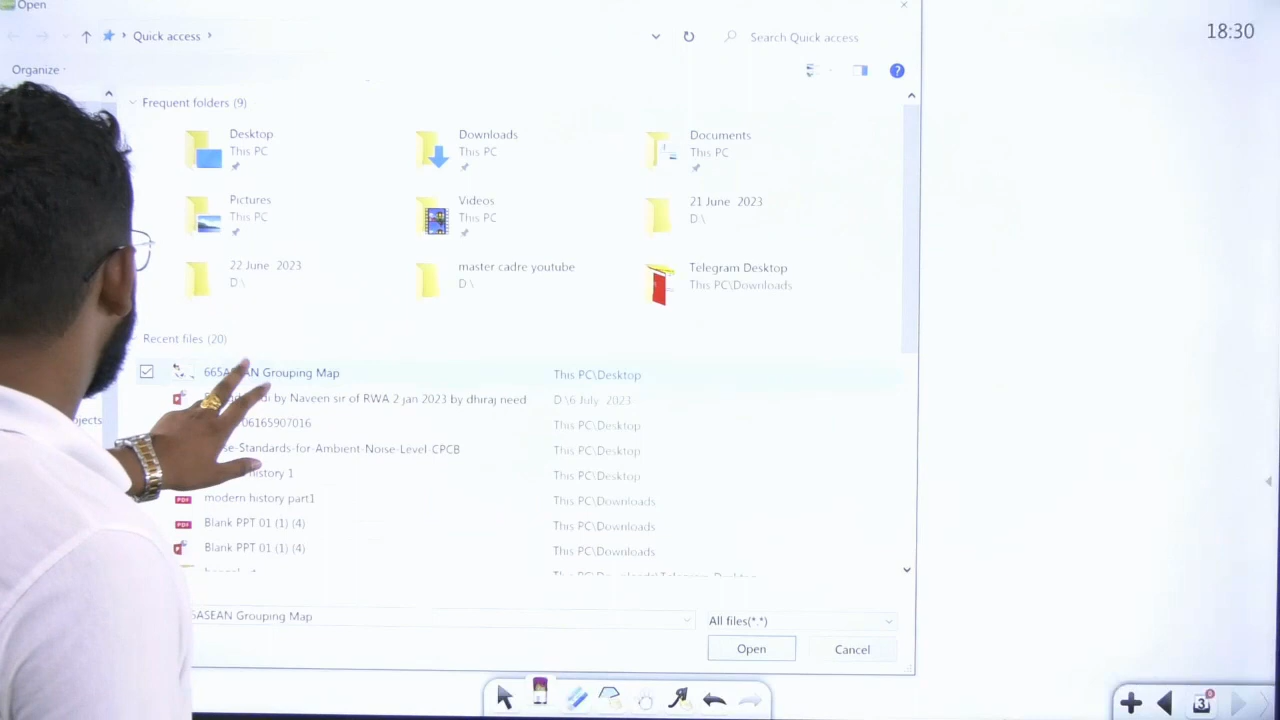 Open
Quick access
Search Quick access
18:30
Organize
Frequent folders (9)
Desktop
This PC
Downloads
This PC
Documents
This PC
Pictures
This PC
Videos
This PC
21 June 2023
D:\
22 June 2023
D:\
master cadre youtube
D:\
Telegram Desktop
This PC\Downloads
Recent files (20)
665ASEAN Grouping Map This PC\Desktop
by Naveen sir of RWA 2 jan 2023 by dhiraj need D:\6 July 2023
06165907016 This PC\Desktop
e-Standards-for-Ambient-Noise-Level-CPCB This PC\Desktop
history 1 This PC\Desktop
modern history part1 This PC\Downloads
Blank PPT 01 (1) (4) This PC\Downloads
Blank PPT 01 (1) (4) This PC\Downloads
ASEAN Grouping Map
All files(*.*)
Open
Cancel
3